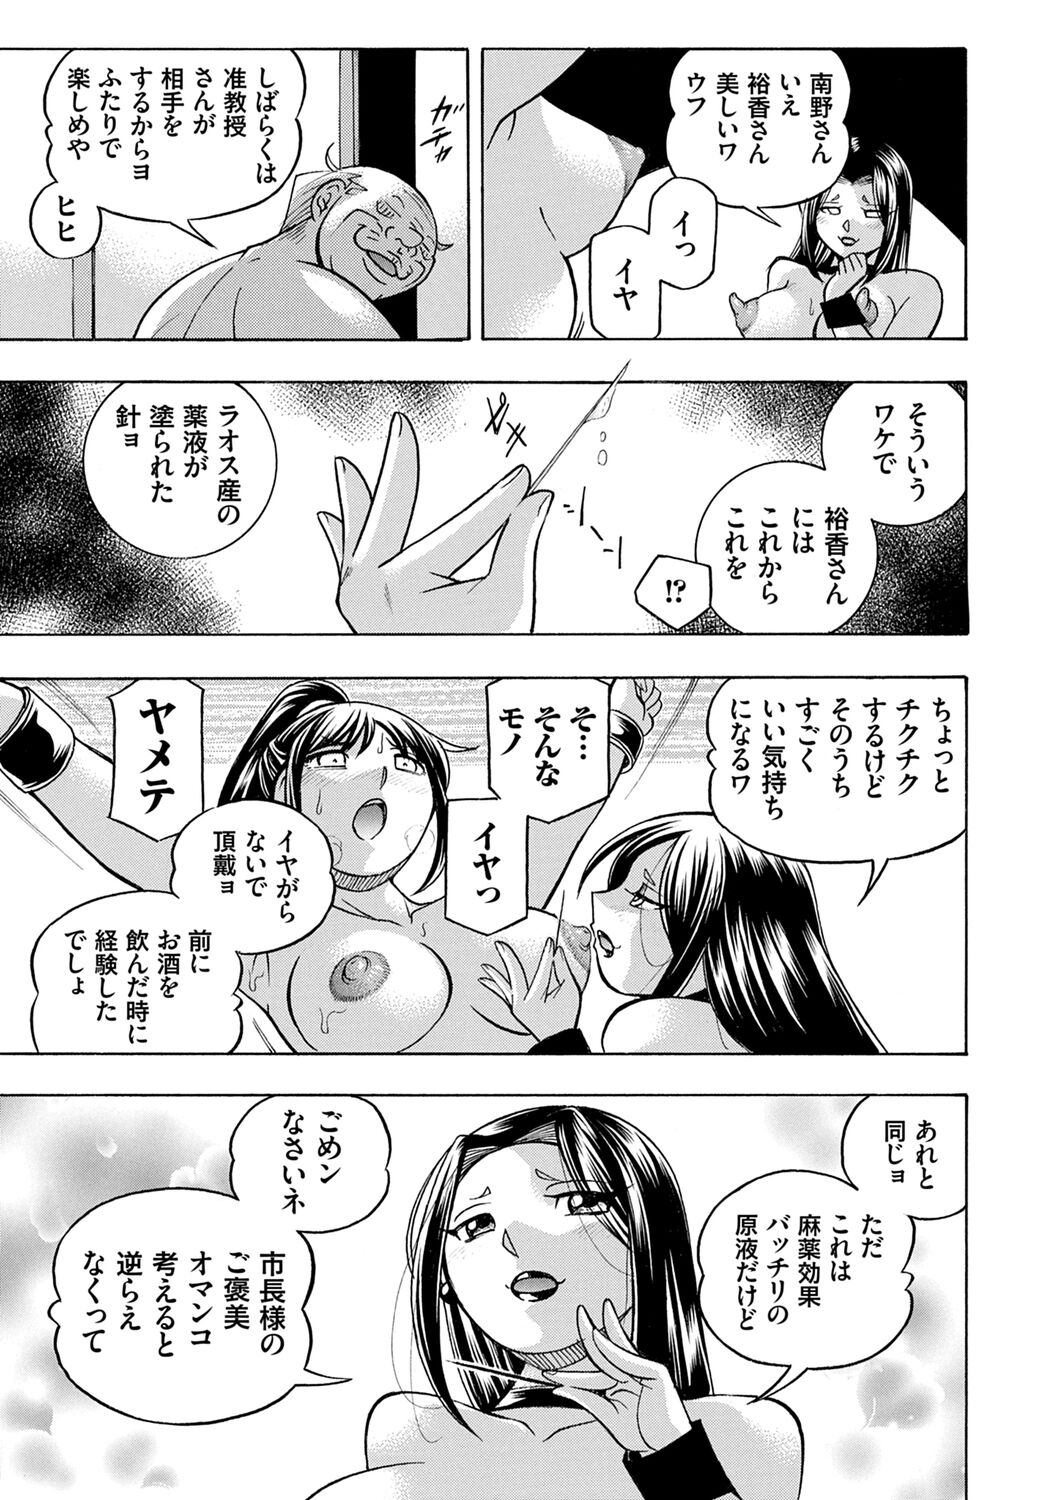 南野さん
いえ
裕香さん
美しいワ
ウフ
イっ
イヤ
ガチャ
しばらくは
准教授
さんが
相手を
するからヨ
ふたりで
楽しめや
ヒヒ
そういう
ワケで
裕香さん
には
これから
これを
!?
ラオス産の
薬液が
塗られた
針ョ
ちょっと
チクチク
するけど
そのうち
すごく
いい気持ち
になるワ
そ…
そんな
モノ
イヤっ
ヤメテ
イヤがら
ないで
頂戴ョ
前に
お酒を
飲んだ時に
経験した
でしょ
あれと
同じョ
ただ
これは
麻薬効果
バッチリの
原液だけど
ごめン
なさいネ
市長様の
ご褒美
オマンコ
考えると
逆らえ
なくって